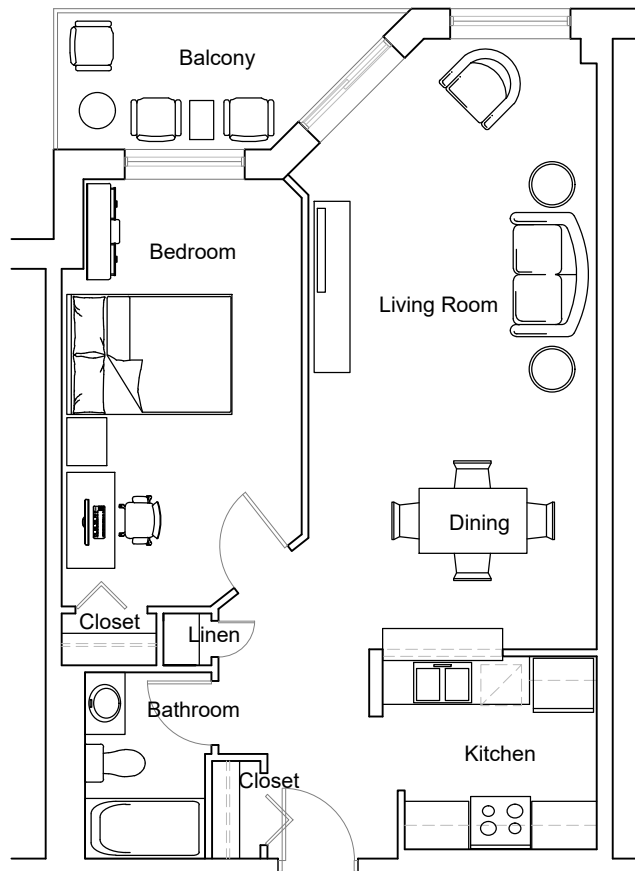 Balcony
Bedroom
Living Room
Dining
Closet
Linen
Bathroom
Kitchen
Closet